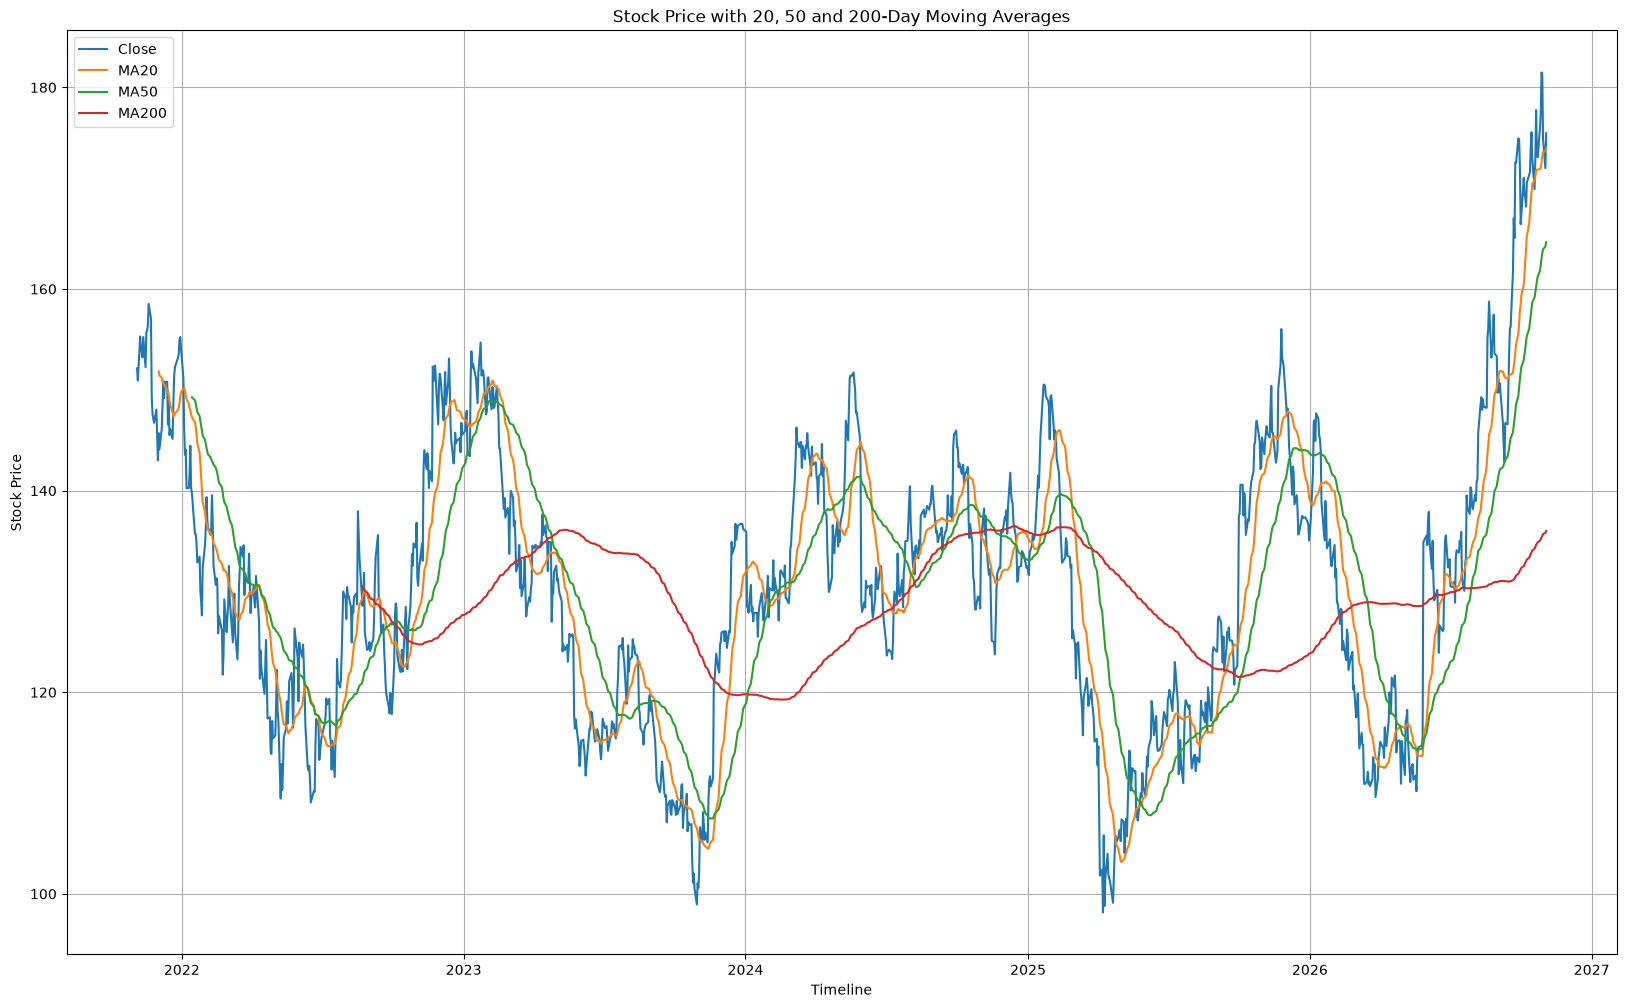 Stock Price with 20, 50 and 200-Day Moving Averages
Close
MA20
MA50
MA200
180
160
140
120
100
Stock Price
2022
2023
2024
2025
2026
2027
Timeline